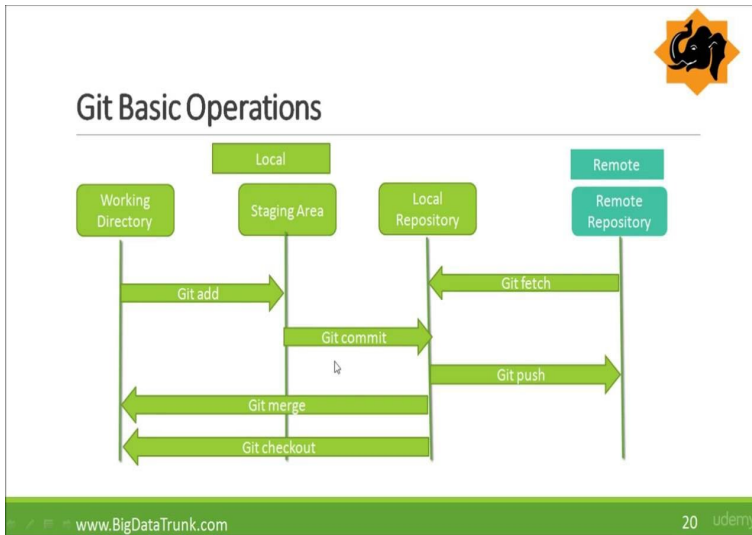 Git Basic Operations
Local
Remote
Working
Directory
Staging Area
Local
Repository
Remote
Repository
Git add
Git fetch
Git commit
Git push
Git merge
Git checkout
www.BigDataTrunk.com
20
udemy